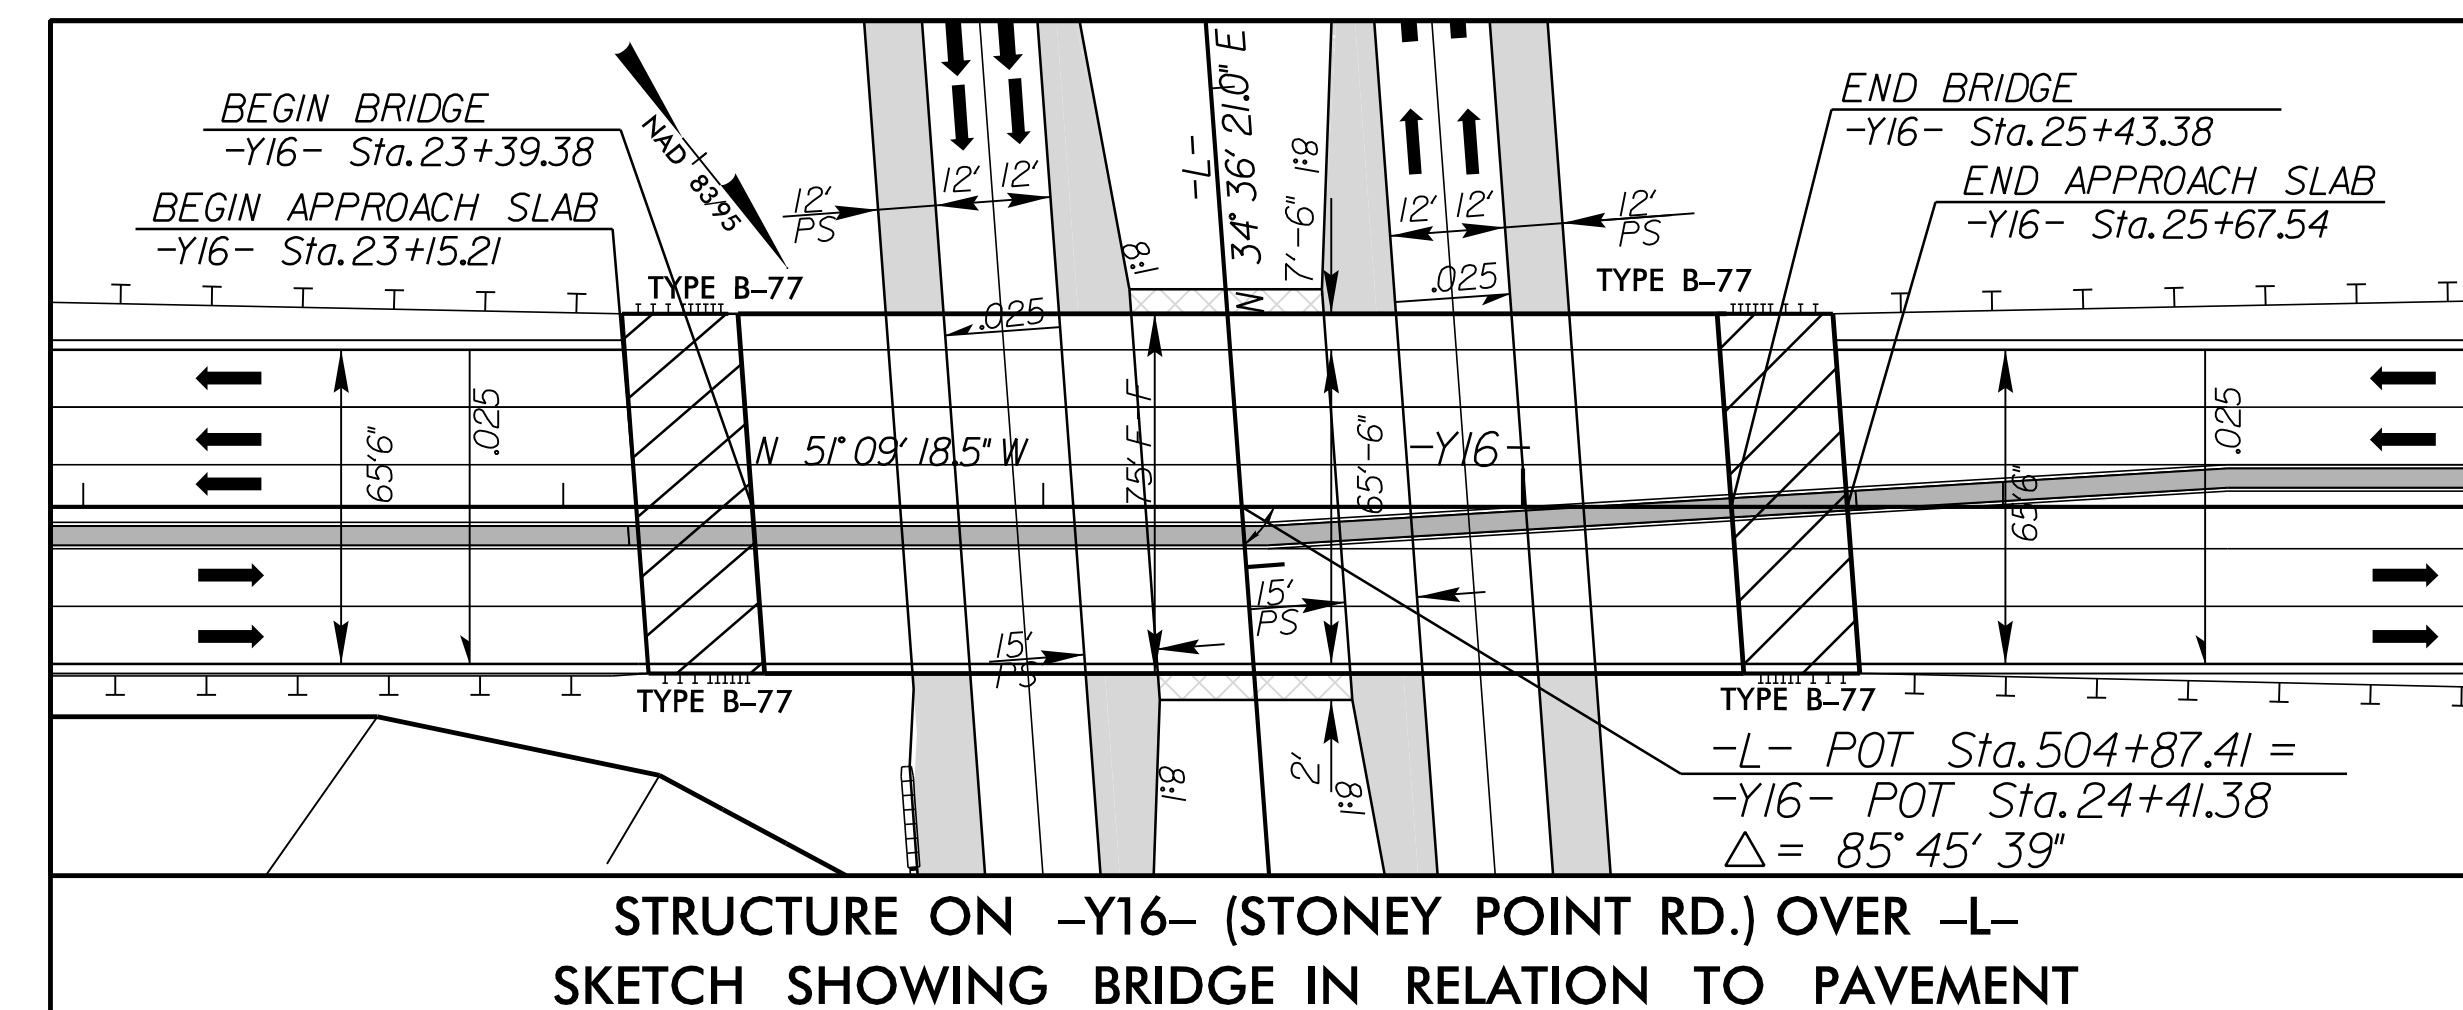 BEGIN BRIDGE
-Y16- Sta. 23+39.38
BEGIN APPROACH SLAB
-Y16- Sta. 23+15.21
NAD 83/95
12'
PS
12' 12'
-L-
N 34° 36' 21.0" E
7'-6"
1:8
1:8
12' 12'
12'
PS
END BRIDGE
-Y16- Sta. 25+43.38
END APPROACH SLAB
-Y16- Sta. 25+67.54
TYPE B-77
TYPE B-77
.025
.025
65'6"
.025
N 51° 09' 18.5" W
75' F F
65'-6"
-Y16-
65'6"
.025
15'
PS
15'
PS
TYPE B-77
TYPE B-77
1:8
2'
1:8
-L- POT Sta. 504+87.41 =
-Y16- POT Sta. 24+41.38
△ = 85° 45' 39"
STRUCTURE ON -Y16- (STONEY POINT RD.) OVER -L-
SKETCH SHOWING BRIDGE IN RELATION TO PAVEMENT